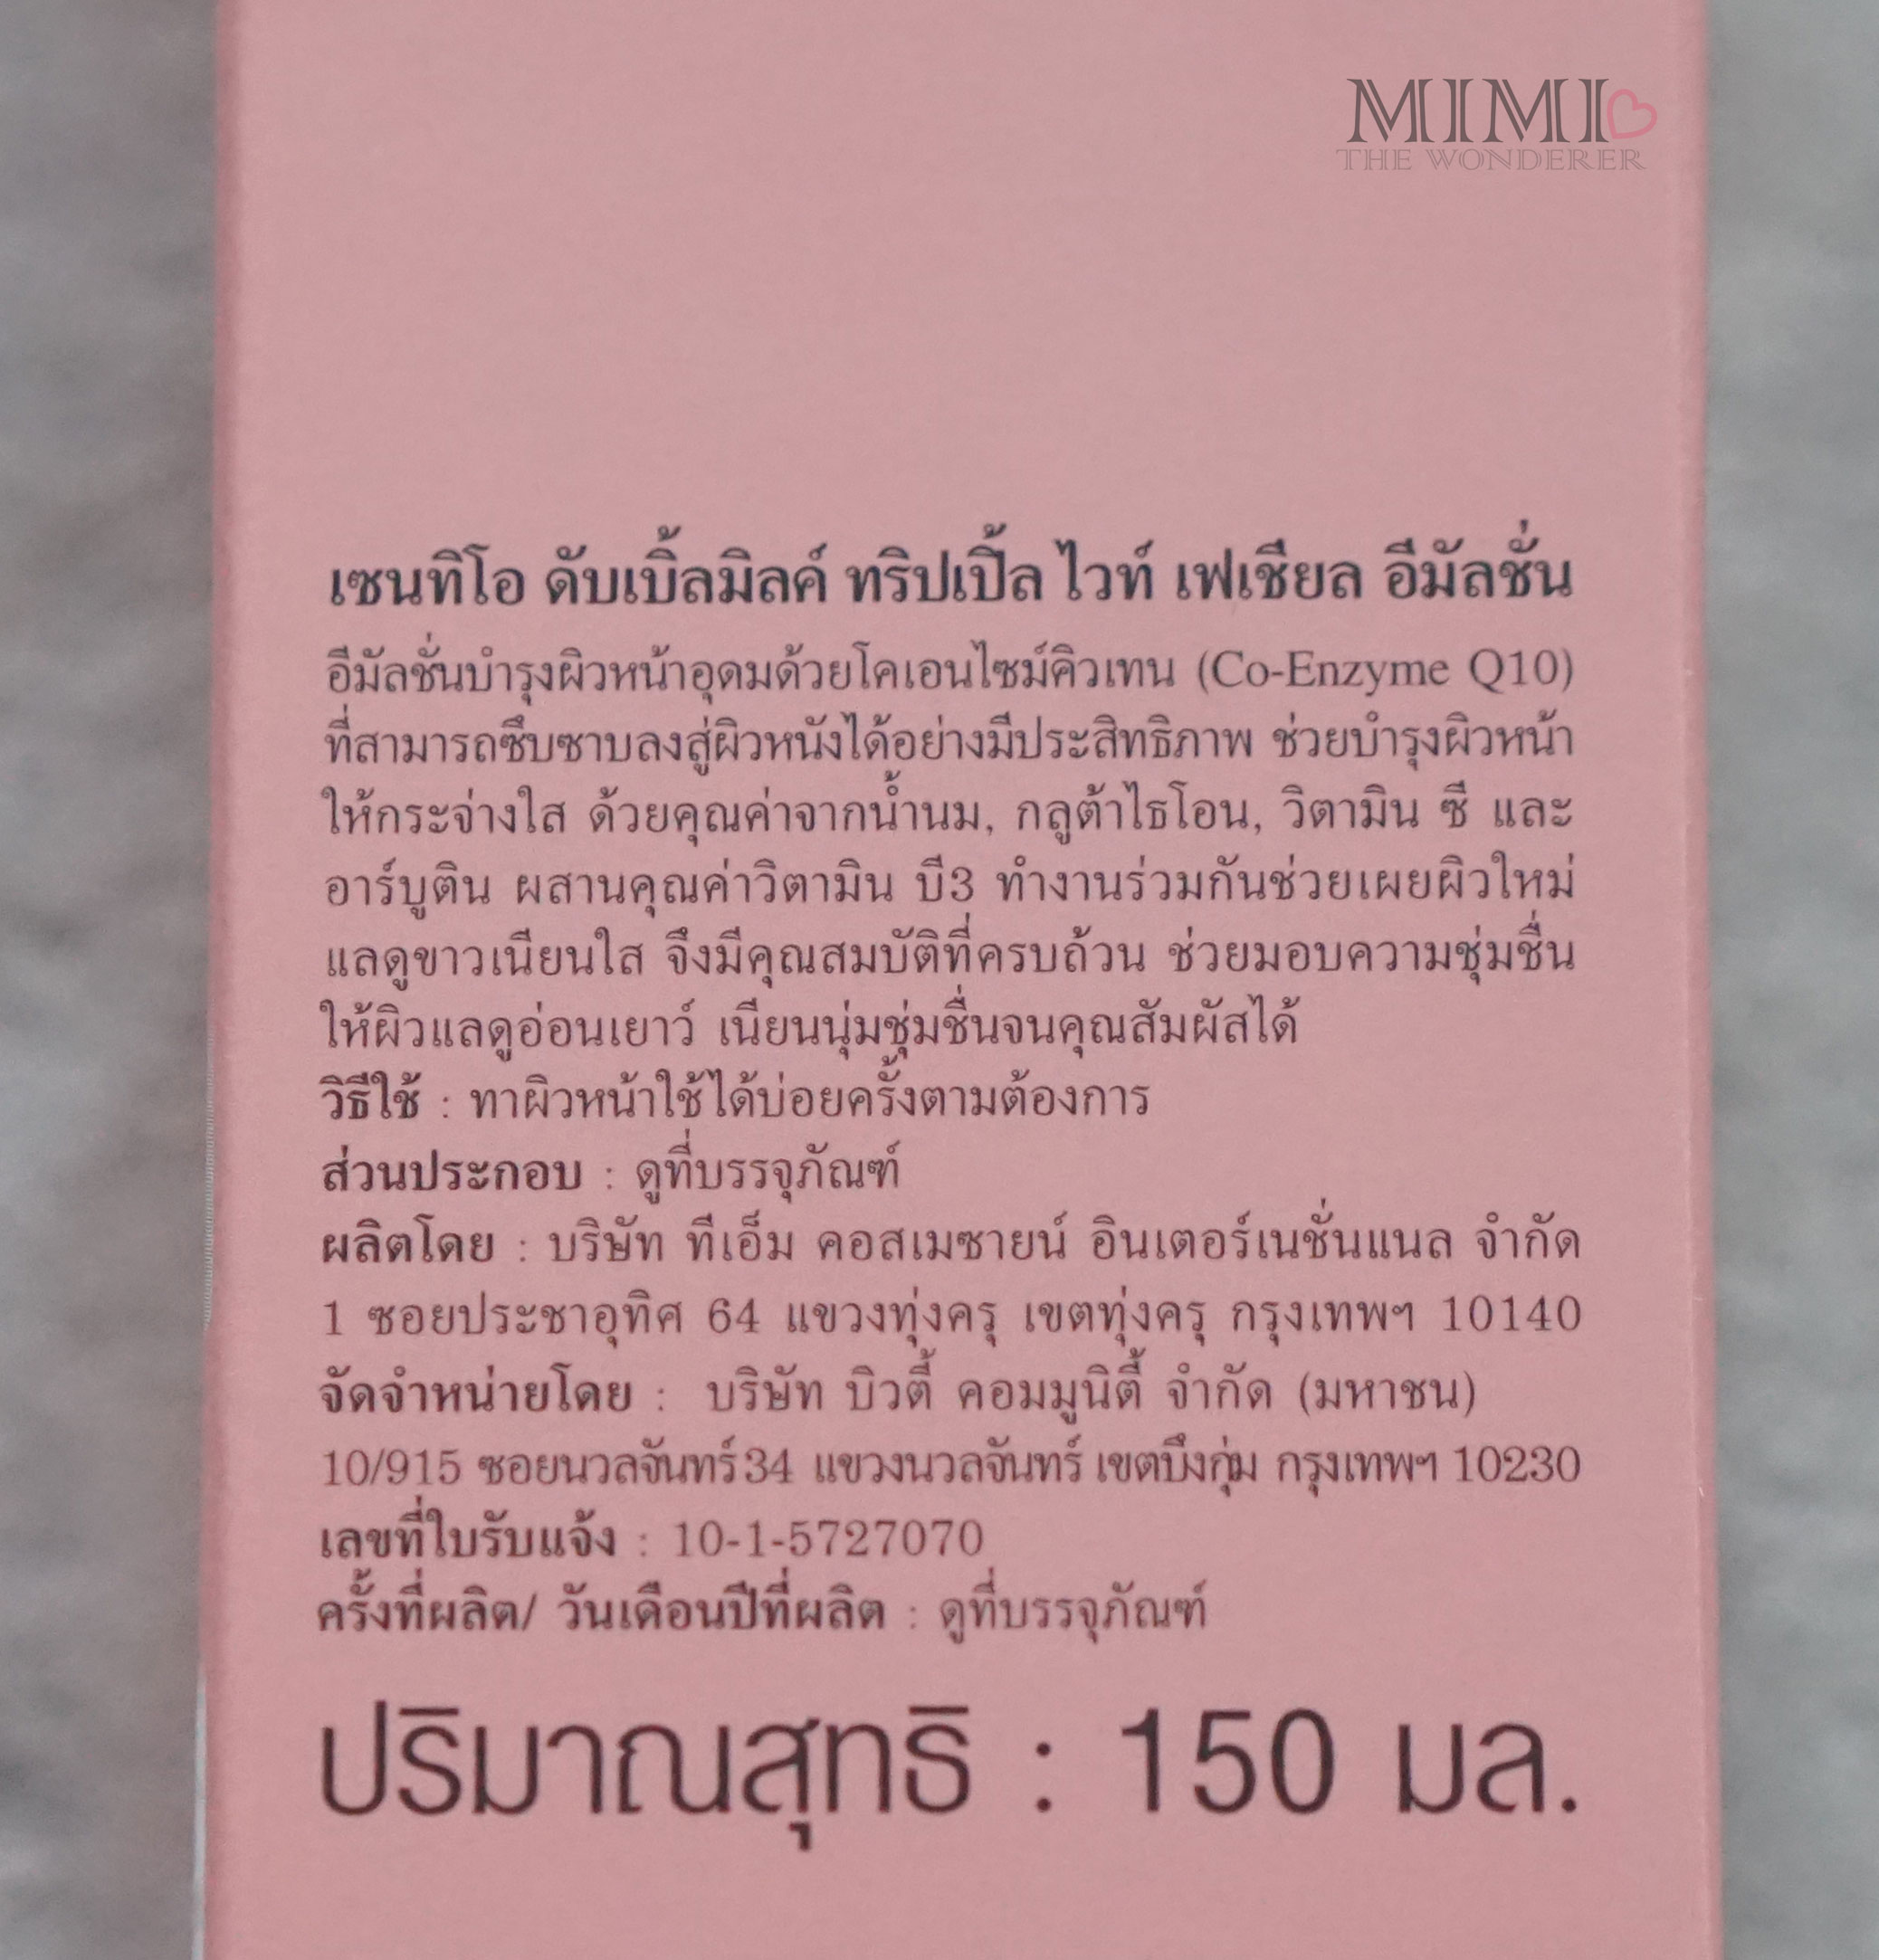 MIMI
THE WONDERER
เซนทิโอ ดับเบิ้ลมิลค์ ทริปเปิ้ล ไวท์ เฟเชียล อีมัลชั่น
อีมัลชั่นบำรุงผิวหน้าอุดมด้วยโคเอนไซม์คิวเทน (Co-Enzyme Q10)
ที่สามารถซึบซาบลงสู่ผิวหนังได้อย่างมีประสิทธิภาพ ช่วยบำรุงผิวหน้า
ให้กระจ่างใส ด้วยคุณค่าจากน้ำนม, กลูต้าไธโอน, วิตามิน ซี และ
อาร์บูติน ผสานคุณค่าวิตามิน บี3 ทำงานร่วมกันช่วยเผยผิวใหม่
แลดูขาวเนียนใส จึงมีคุณสมบัติที่ครบถ้วน ช่วยมอบความชุ่มชื่น
ให้ผิวแลดูอ่อนเยาว์ เนียนนุ่มชุ่มชื่นจนคุณสัมผัสได้
วิธีใช้ : ทาผิวหน้าใช้ได้บ่อยครั้งตามต้องการ
ส่วนประกอบ : ดูที่บรรจุภัณฑ์
ผลิตโดย : บริษัท ทีเอ็ม คอสเมซายน์ อินเตอร์เนชั่นแนล จำกัด
1 ซอยประชาอุทิศ 64 แขวงทุ่งครุ เขตทุ่งครุ กรุงเทพฯ 10140
จัดจำหน่ายโดย : บริษัท บิวตี้ คอมมูนิตี้ จำกัด (มหาชน)
10/915 ซอยนวลจันทร์34 แขวงนวลจันทร์ เขตบึงกุ่ม กรุงเทพฯ 10230
เลขที่ใบรับแจ้ง : 10-1-5727070
ครั้งที่ผลิต/ วันเดือนปีที่ผลิต : ดูที่บรรจุภัณฑ์
ปริมาณสุทธิ : 150 มล.